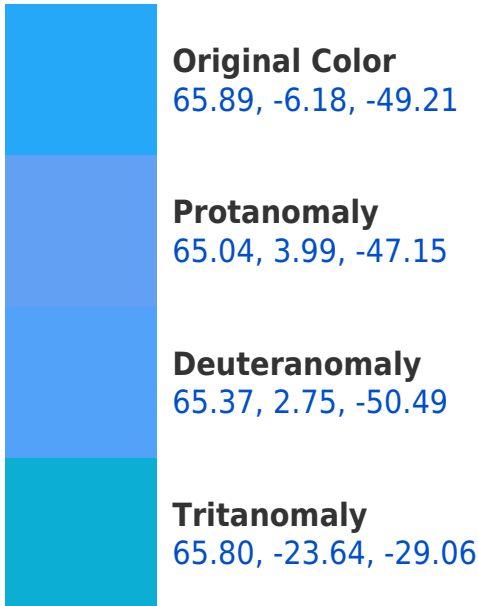 Original Color
65.89, -6.18, -49.21
Protanomaly
65.04, 3.99, -47.15
Deuteranomaly
65.37, 2.75, -50.49
Tritanomaly
65.80, -23.64, -29.06